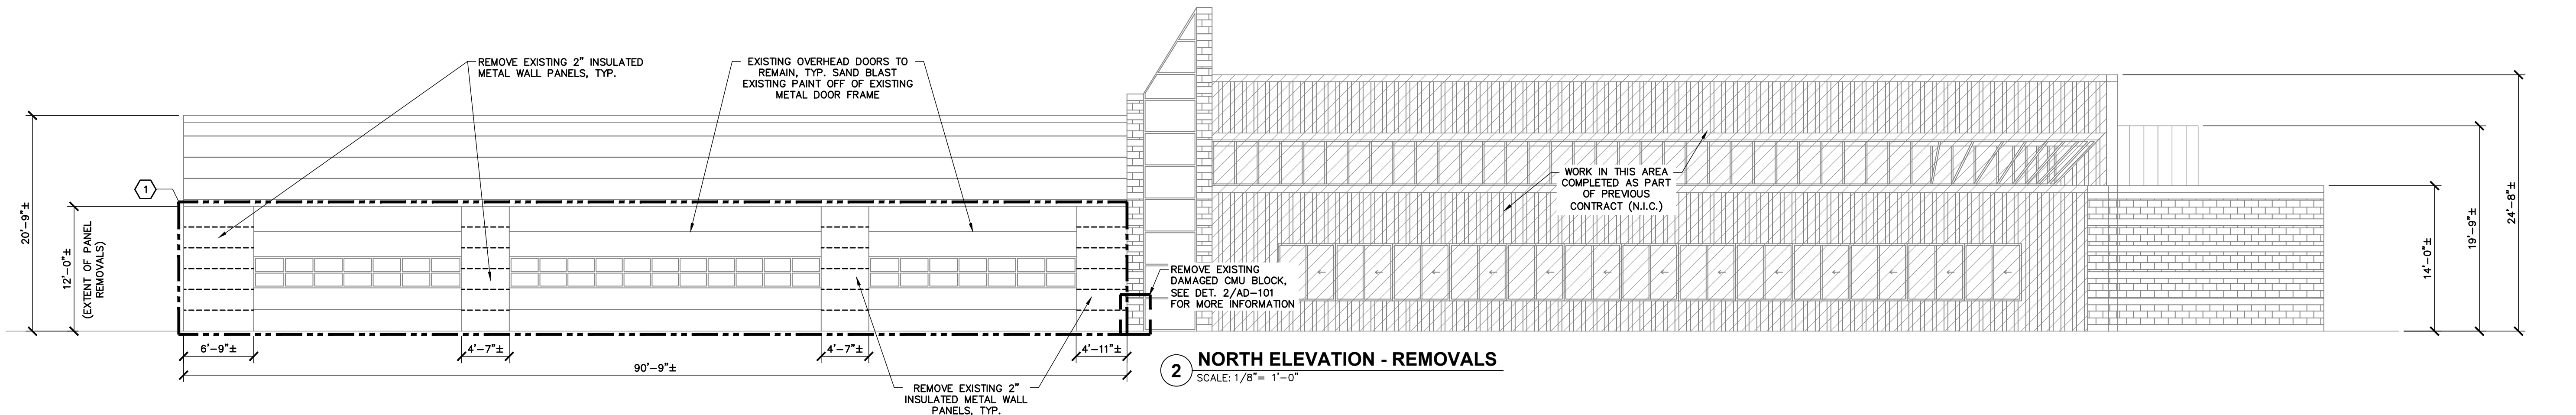 REMOVE EXISTING 2" INSULATED
METAL WALL PANELS, TYP.
EXISTING OVERHEAD DOORS TO
REMAIN, TYP. SAND BLAST
EXISTING PAINT OFF OF EXISTING
METAL DOOR FRAME
1
20'-9"±
12'-0"±
(EXTENT OF PANEL
REMOVALS)
WORK IN THIS AREA
COMPLETED AS PART
OF PREVIOUS
CONTRACT (N.I.C.)
REMOVE EXISTING
DAMAGED CMU BLOCK,
SEE DET. 2/AD-101
FOR MORE INFORMATION
14'-0"±
19'-9"±
24'-8"±
6'-9"±
4'-7"±
4'-7"±
4'-11"±
90'-9"±
REMOVE EXISTING 2"
INSULATED METAL WALL
PANELS, TYP.
2
NORTH ELEVATION - REMOVALS
SCALE: 1/8"= 1'-0"